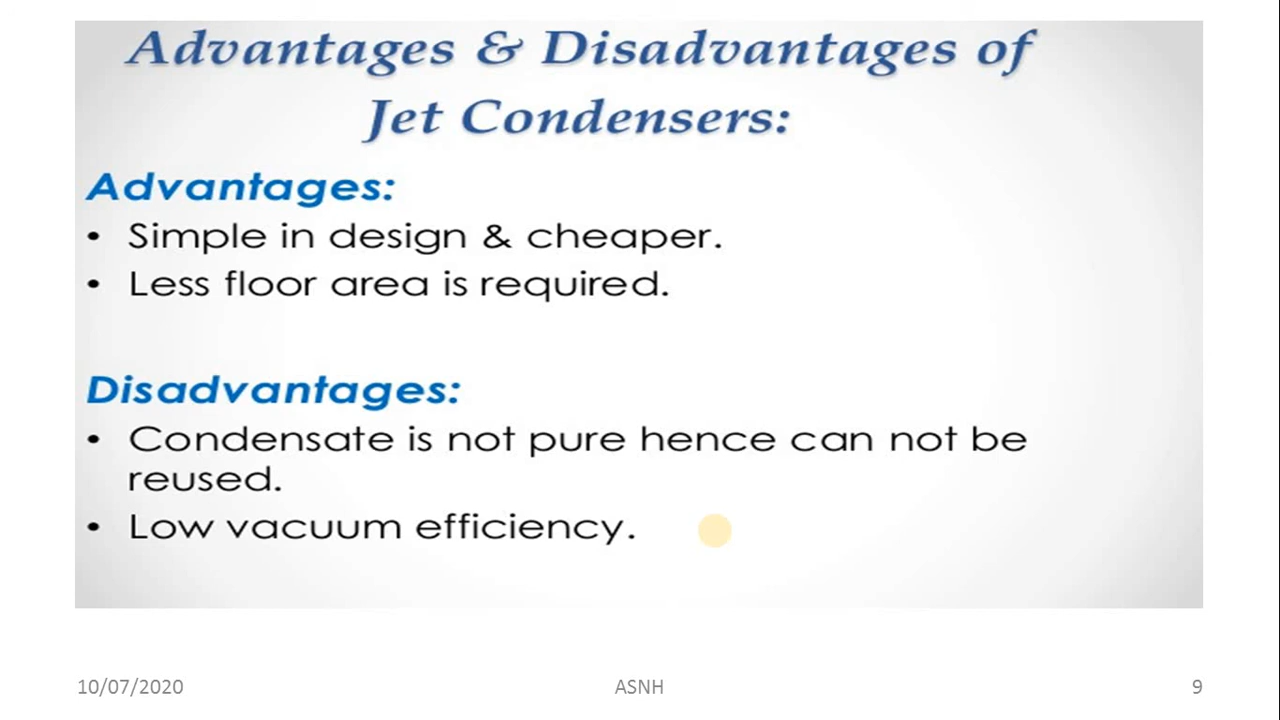 Advantages & Disadvantages of
Jet Condensers:
Advantages:
• Simple in design & cheaper.
• Less floor area is required.
Disadvantages:
• Condensate is not pure hence can not be
reused.
• Low vacuum efficiency.
10/07/2020
ASNH
9